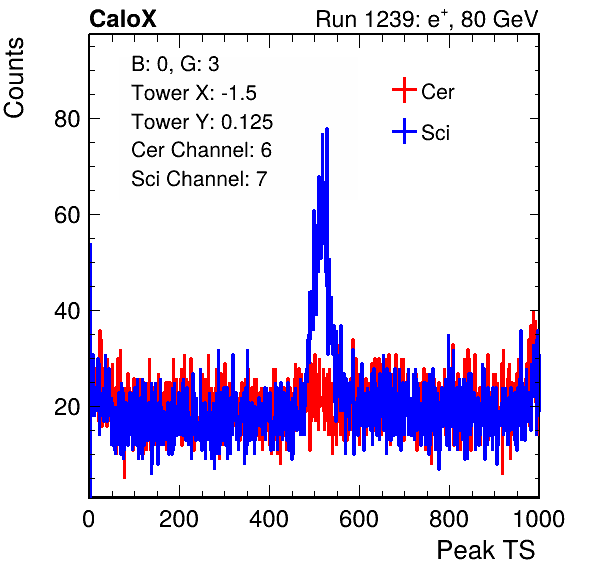 CaloX Run 1239: e⁺, 80 GeV
Counts
B: 0, G: 3
Tower X: -1.5
Tower Y: 0.125
Cer Channel: 6
Sci Channel: 7
Cer
Sci
80
60
40
20
0 200 400 600 800 1000
Peak TS